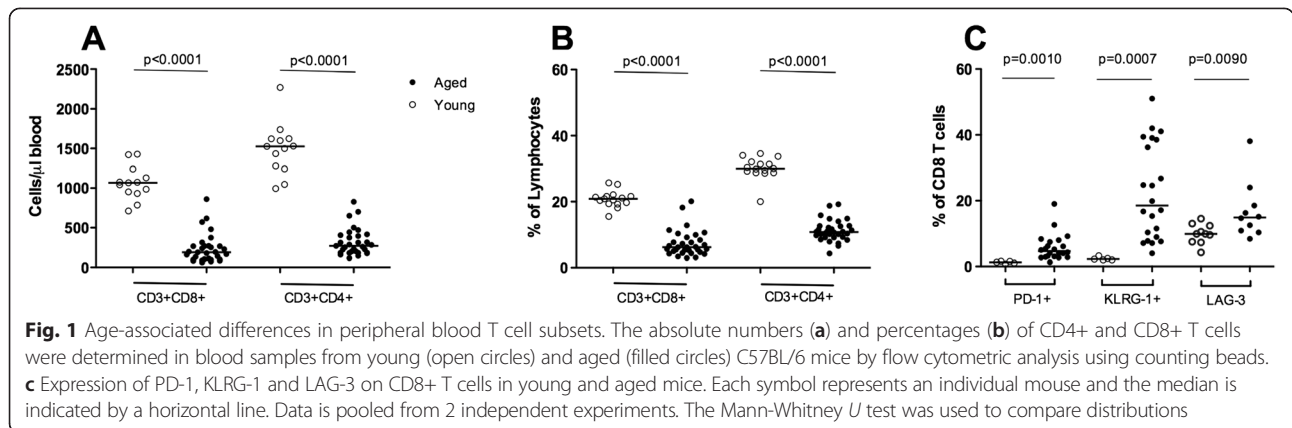 A
B
C
p<0.0001 p<0.0001
2500
2000
1500
1000
500
0
Cells/µl blood
Aged
Young
CD3+CD8+ CD3+CD4+
p<0.0001 p<0.0001
60
40
20
0
% of Lymphocytes
CD3+CD8+ CD3+CD4+
p=0.0010 p=0.0007 p=0.0090
60
40
20
0
% of CD8 T cells
PD-1+ KLRG-1+ LAG-3
Fig. 1 Age-associated differences in peripheral blood T cell subsets. The absolute numbers (a) and percentages (b) of CD4+ and CD8+ T cells
were determined in blood samples from young (open circles) and aged (filled circles) C57BL/6 mice by flow cytometric analysis using counting beads.
c Expression of PD-1, KLRG-1 and LAG-3 on CD8+ T cells in young and aged mice. Each symbol represents an individual mouse and the median is
indicated by a horizontal line. Data is pooled from 2 independent experiments. The Mann-Whitney U test was used to compare distributions